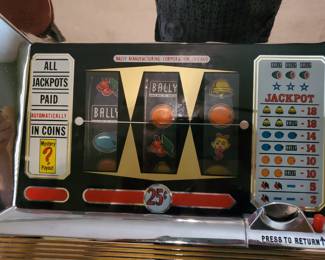 BALLY MANUFACTURING CORPORATION, CHICAGO
ALL
JACKPOTS
PAID
AUTOMATICALLY
IN COINS
Mystery
?
Payout
BALLY
BALLY
JACKPOT
18
18
14
14
10
10
5
2
25¢
PRESS TO RETURN